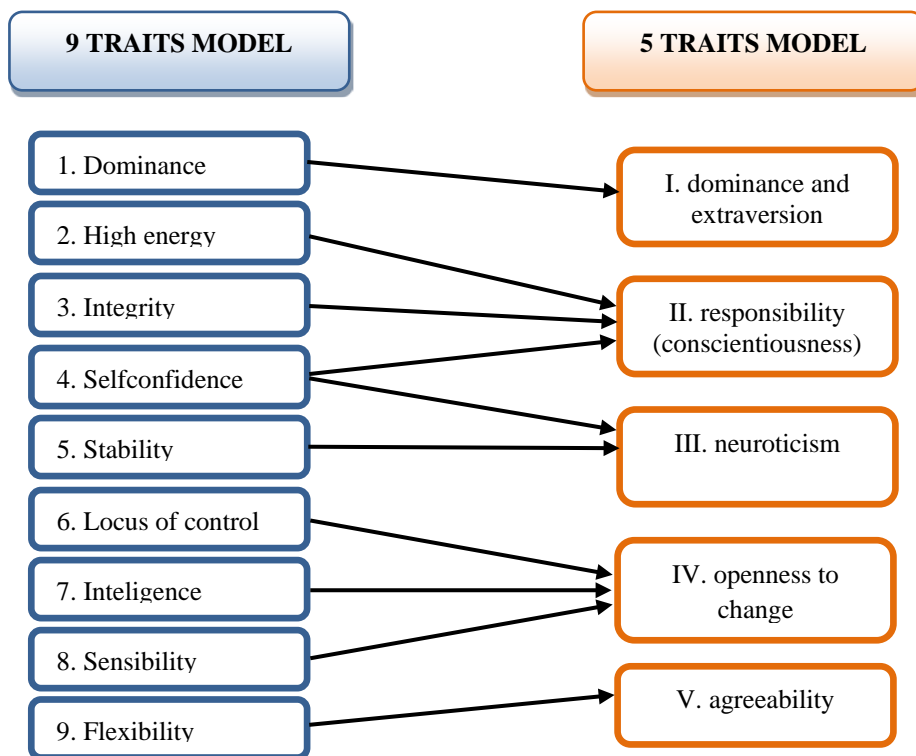 9 TRAITS MODEL
5 TRAITS MODEL
1. Dominance
2. High energy
3. Integrity
4. Selfconfidence
5. Stability
6. Locus of control
7. Inteligence
8. Sensibility
9. Flexibility
I. dominance and
extraversion
II. responsibility
(conscientiousness)
III. neuroticism
IV. openness to
change
V. agreeability